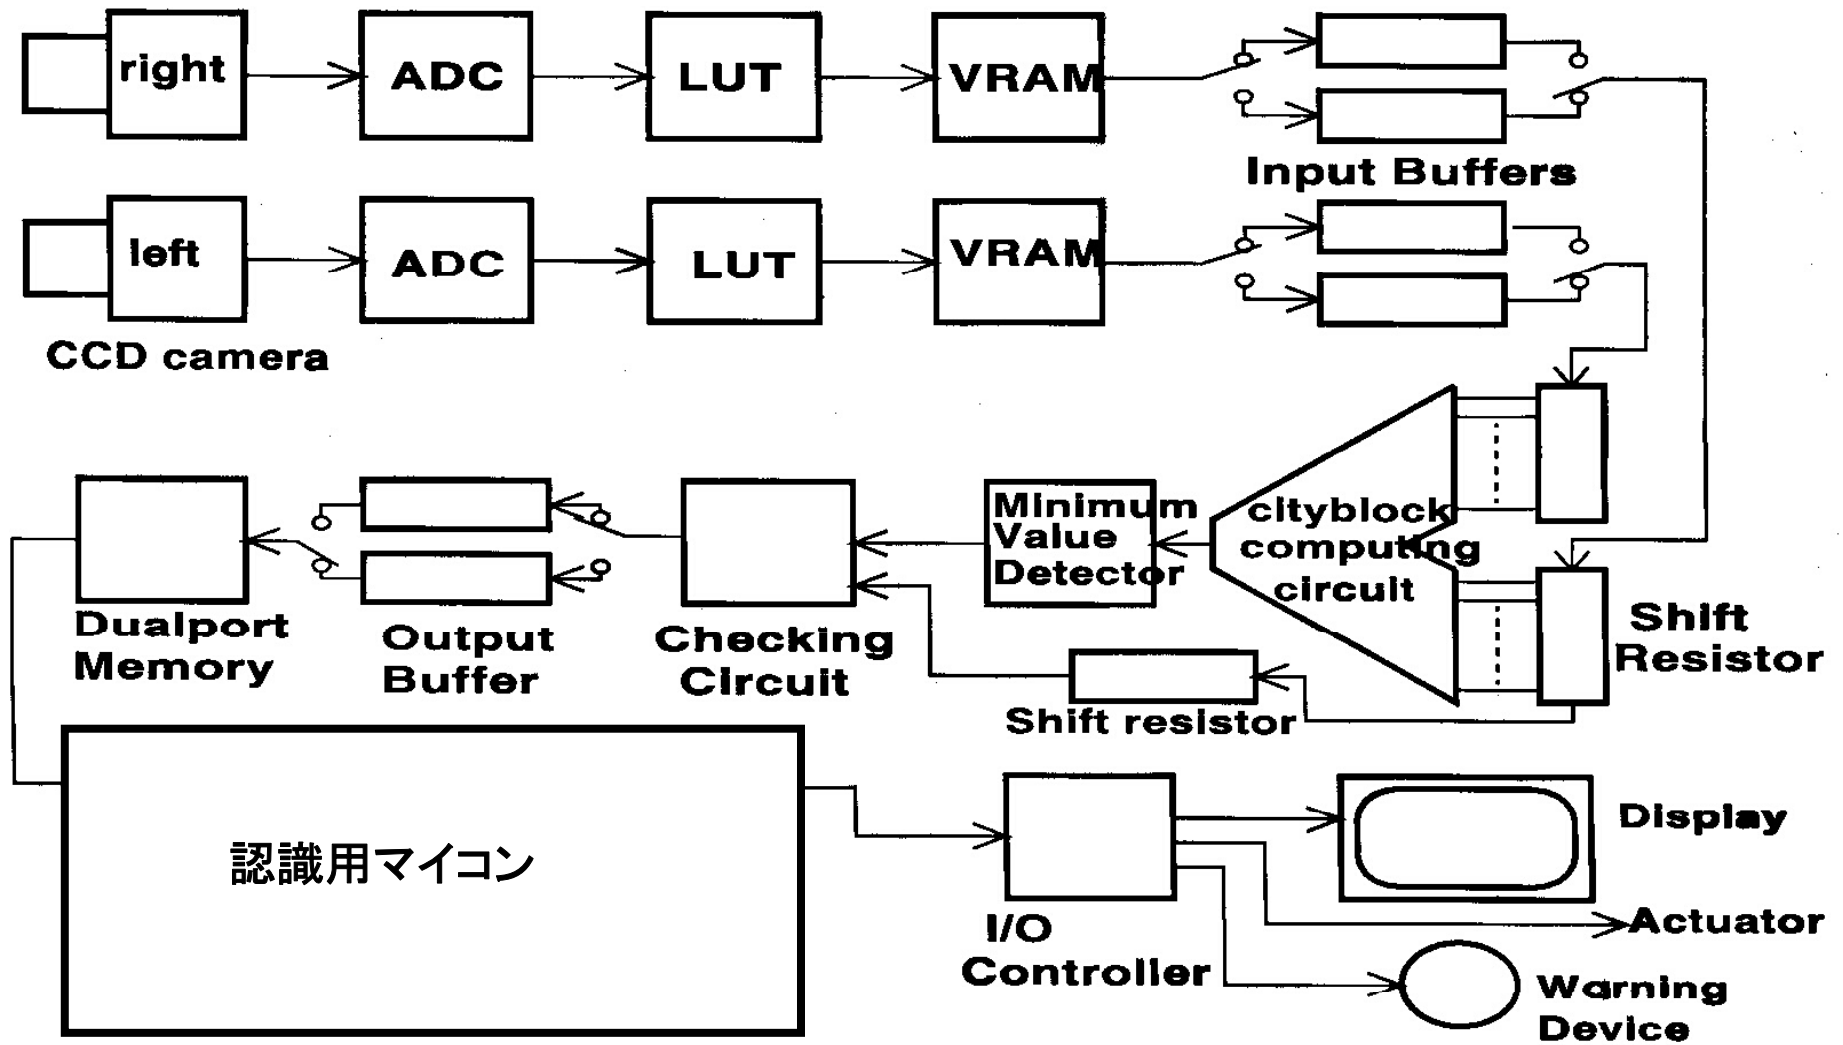 right
ADC
LUT
VRAM
Input Buffers
left
ADC
LUT
VRAM
CCD camera
cityblock
computing
circuit
Minimum
Value
Detector
Shift
Resistor
Dualport
Memory
Output
Buffer
Checking
Circuit
Shift resistor
認識用マイコン
I/O
Controller
Display
Actuator
Warning
Device